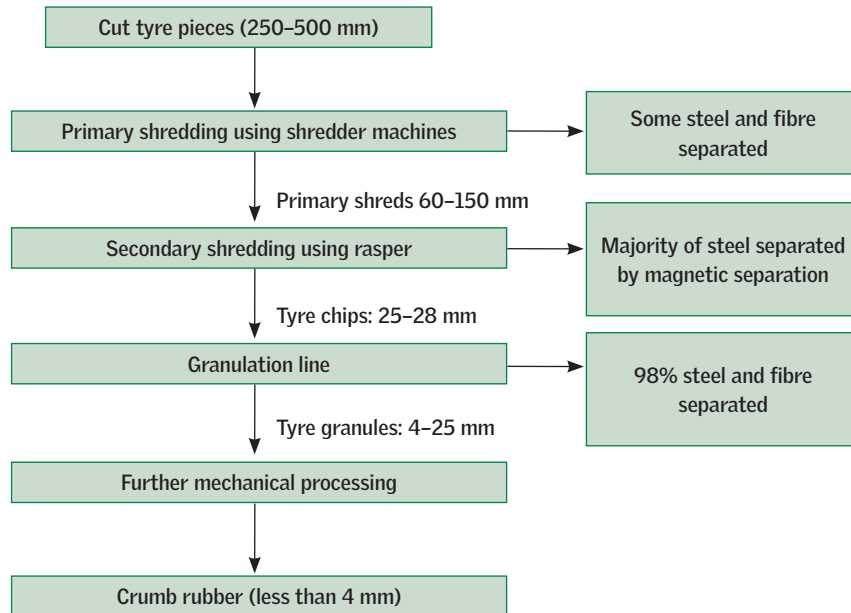 Cut tyre pieces (250–500 mm)
Primary shredding using shredder machines
Some steel and fibre
separated
Primary shreds 60–150 mm
Secondary shredding using rasper
Majority of steel separated
by magnetic separation
Tyre chips: 25–28 mm
Granulation line
98% steel and fibre
separated
Tyre granules: 4–25 mm
Further mechanical processing
Crumb rubber (less than 4 mm)